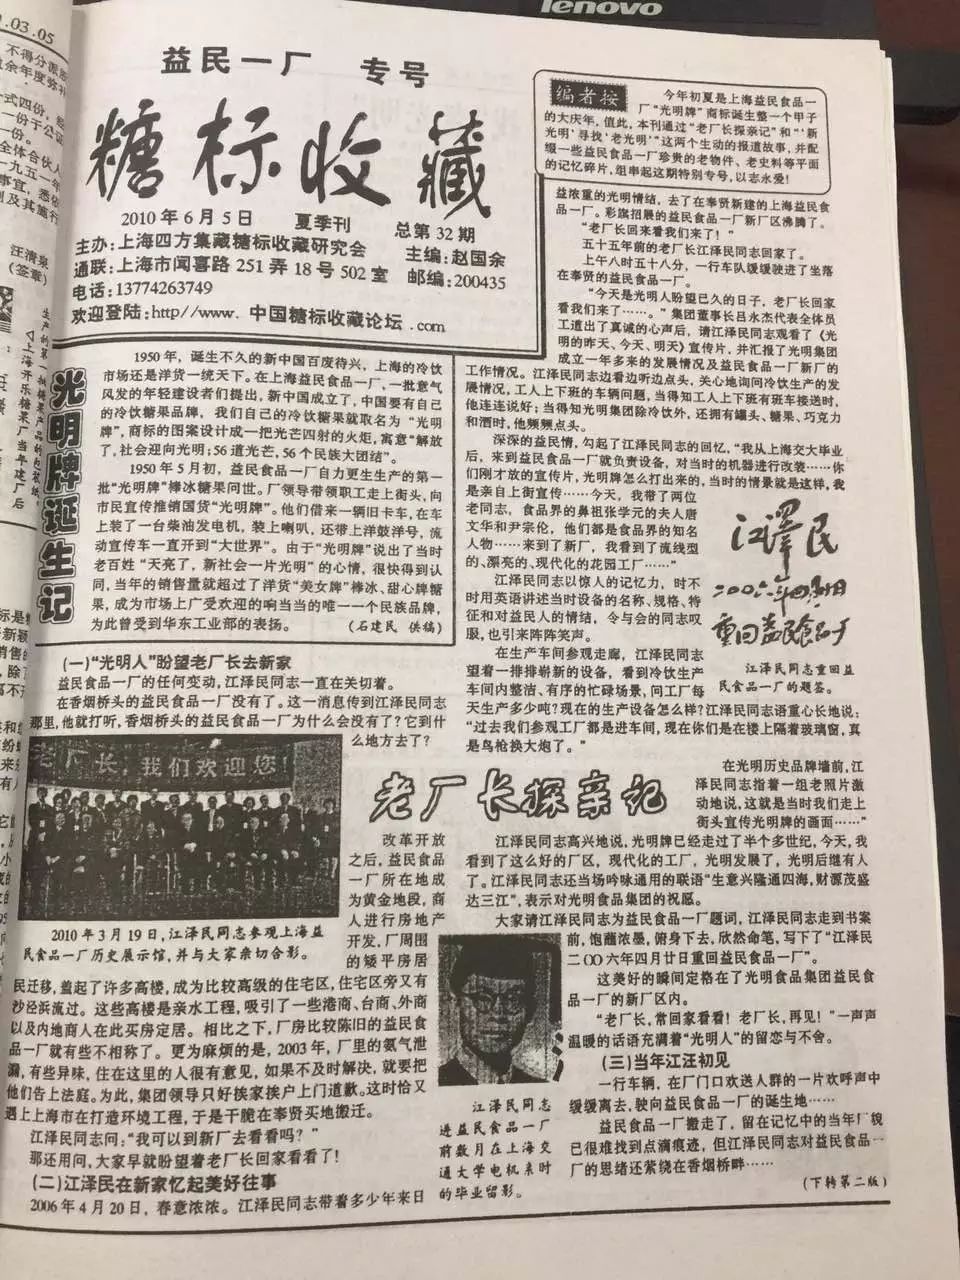 lenovo
.03.05
益民一厂 专号
糖标收藏
2010年6月5日 夏季刊 总第32期
主办:上海四方集藏糖标收藏研究会 主编:赵国余
通联:上海市闻喜路251弄18号502室 邮编:200435
电话:13774263749
欢迎登陆:http//www.中国糖标收藏论坛.com
编者按
今年初夏是上海益民食品一
厂“光明牌”商标诞生整一个甲子
的大庆年,值此,本刊通过“老厂长探亲记”和“‘新
光明’寻找‘老光明’”这两个生动的报道故事,并配
缀一些益民食品一厂珍贵的老物件、老史料等平面
的记忆碎片,组串起这期特别专号,以志永爱!
光明牌诞生记
1950年,诞生不久的新中国百度待兴,上海的冷饮
市场还是洋货一统天下。在上海益民食品一厂,一批意气
风发的年轻建设者们提出,新中国成立了,中国要有自己
的冷饮糖果品牌,我们自己的冷饮糖果就取名为“光明
牌”,商标的图案设计成一把光芒四射的火炬,寓意“解放
了,社会迎向光明;56道光芒,56个民族大团结”。
1950年5月初,益民食品一厂自力更生生产的第一
批“光明牌”棒冰糖果问世。厂领导带领职工走上街头,向
市民宣传推销国货“光明牌”。他们借来一辆旧卡车,在车
上装了一台柴油发电机,装上喇叭,还带上洋鼓洋号,流
动宣传车一直开到“大世界”。由于“光明牌”说出了当时
老百姓“天亮了,新社会一片光明”的心情,很快得到认
同,当年的销售量就超过了洋货“美女牌”棒冰、甜心牌糖
果,成为市场上广受欢迎的响当当的唯一一个民族品牌,
为此曾受到华东工业部的表扬。 (石建民 供稿)
老厂长探亲记
(一)“光明人”盼望老厂长去新家
益民食品一厂的任何变动,江泽民同志一直在关切着。
在香烟桥头的益民食品一厂没有了。这一消息传到江泽民同志
那里,他就打听,香烟桥头的益民食品一厂为什么会没有了?它到什
么地方去了?
老厂长,我们欢迎您!
2010年3月19日,江泽民同志参观上海益
民食品一厂历史展示馆,并与大家亲切合影。
改革开放
之后,益民食品
一厂所在地成
为黄金地段,商
人进行房地产
开发,厂周围
的矮平房居
民迁移,盖起了许多高楼,成为比较高级的住宅区,住宅区旁又有
沙泾浜流过。这些高楼是亲水工程,吸引了一些港商、台商、外商
以及内地商人在此买房定居。相比之下,厂房比较陈旧的益民食
品一厂就有些不相称了。更为麻烦的是,2003年,厂里的氨气泄
漏,有些异味,住在这里的人很有意见,如果不及时解决,就要把
他们告上法庭。为此,集团领导只好挨家挨户上门道歉。这时恰又
遇上上海市在打造环境工程,于是干脆在奉贤买地搬迁。
江泽民同志问:“我可以到新厂去看看吗?”
那还用问,大家早就盼望着老厂长回家看看了!
(二)江泽民在新家忆起美好往事
2006年4月20日,春意浓浓。江泽民同志带着多少年来日
益浓重的光明情结,去了在奉贤新建的上海益民食
品一厂。彩旗招展的益民食品一厂新厂区沸腾了。
“老厂长回来看我们来了!”
五十五年前的老厂长江泽民同志回家了。
上午八时五十八分,一行车队缓缓驶进了坐落
在奉贤的益民食品一厂。
“今天是光明人盼望已久的日子,老厂长回家
看我们来了……。”集团董事长吕永杰代表全体员
工道出了真诚的心声后,请江泽民同志观看了《光
明的昨天、今天、明天》宣传片,并汇报了光明集团
成立一年多来的发展情况及益民食品一厂新厂的
工作情况。江泽民同志边看边听边点头,关心地询问冷饮生产的发
展情况,工人上下班的车辆问题,当得知工人上下班有班车接送时,
他连连说好;当得知光明集团除冷饮外,还拥有罐头、糖果、巧克力
和酒时,他频频点头。
深深的益民情,勾起了江泽民同志的回忆,“我从上海交大毕业
后,来到益民食品一厂就负责设备,对当时的机器进行改装……你
们刚才放的宣传片,光明牌怎么打出来的,当时的情景就是这样,我
是亲自上街宣传……今天,我带了两位
老同志,食品界的鼻祖张学元的夫人唐
文华和尹宗伦,他们都是食品界的知名
人物……来到了新厂,我看到了流线型
的、漂亮的、现代化的花园工厂……”
江泽民同志以惊人的记忆力,时不
时用英语讲述当时设备的名称、规格、特
征和对益民人的情结,令与会的同志叹
服,也引来阵阵笑声。
在生产车间参观走廊,江泽民同志
望着一排排崭新的设备,看到冷饮生产
车间内整洁、有序的忙碌场景,问工厂每
天生产多少吨?现在的生产设备怎么样?江泽民同志语重心长地说:
“过去我们参观工厂都是进车间,现在你们是在楼上隔着玻璃窗,真
是鸟枪换大炮了。”
江泽民
二00六年四月廿日
重回益民食品一厂
江泽民同志重回益
民食品一厂的题签。
在光明历史品牌墙前,江
泽民同志指着一组老照片激
动地说,这就是当时我们走上
街头宣传光明牌的画面……”
江泽民同志高兴地说,光明牌已经走过了半个多世纪,今天,我
看到了这么好的厂区,现代化的工厂,光明发展了,光明后继有人
了。江泽民同志还当场吟咏通用的联语“生意兴隆通四海,财源茂盛
达三江”,表示对光明食品集团的祝愿。
大家请江泽民同志为益民食品一厂题词,江泽民同志走到书案
前,饱蘸浓墨,俯身下去,欣然命笔,写下了“江泽民
二〇〇六年四月廿日重回益民食品一厂”。
这美好的瞬间定格在了光明食品集团益民食
品一厂的新厂区内。
“老厂长,常回家看看!老厂长,再见!”一声声
温暖的话语充满着“光明人”的留恋与不舍。
江泽民同志
进益民食品一厂
前数月在上海交
通大学电机系时
的毕业留影。
(三)当年江汪初见
一行车辆,在厂门口欢送人群的一片欢呼声中
缓缓离去,驶向益民食品一厂的诞生地……
益民食品一厂搬走了,留在记忆中的当年厂貌
已很难找到点滴痕迹,但江泽民同志对益民食品一
厂的思绪还萦绕在香烟桥畔……
(下转第二版)